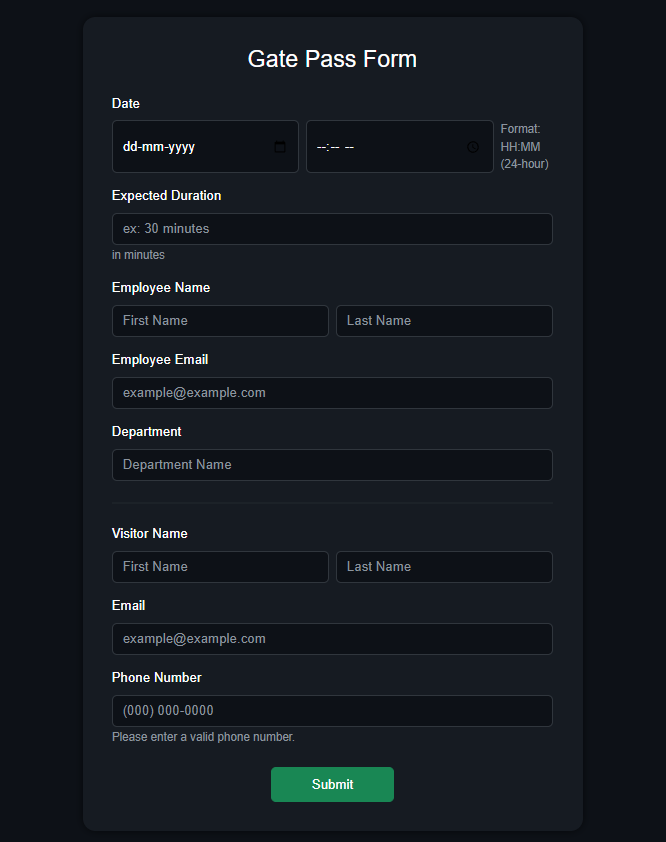 Gate Pass Form
Date
dd-mm-yyyy
--:-- --
Format:
HH:MM
(24-hour)
Expected Duration
ex: 30 minutes
in minutes
Employee Name
First Name Last Name
Employee Email
example@example.com
Department
Department Name
Visitor Name
First Name Last Name
Email
example@example.com
Phone Number
(000) 000-0000
Please enter a valid phone number.
Submit